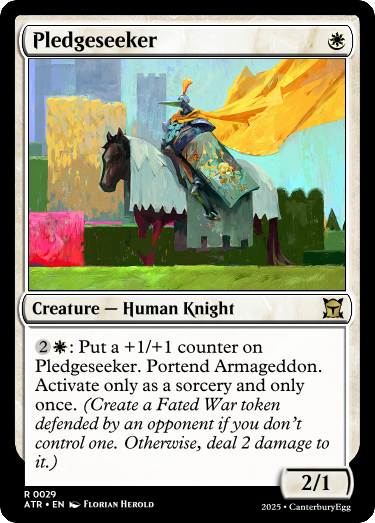 Pledgeseeker
Creature — Human Knight
2: Put a +1/+1 counter on
Pledgeseeker. Portend Armageddon.
Activate only as a sorcery and only
once. (Create a Fated War token
defended by an opponent if you don't
control one. Otherwise, deal 2 damage to
it.)
2/1
R 0029
ATR • EN Florian Herold
2025 • CanterburyEgg